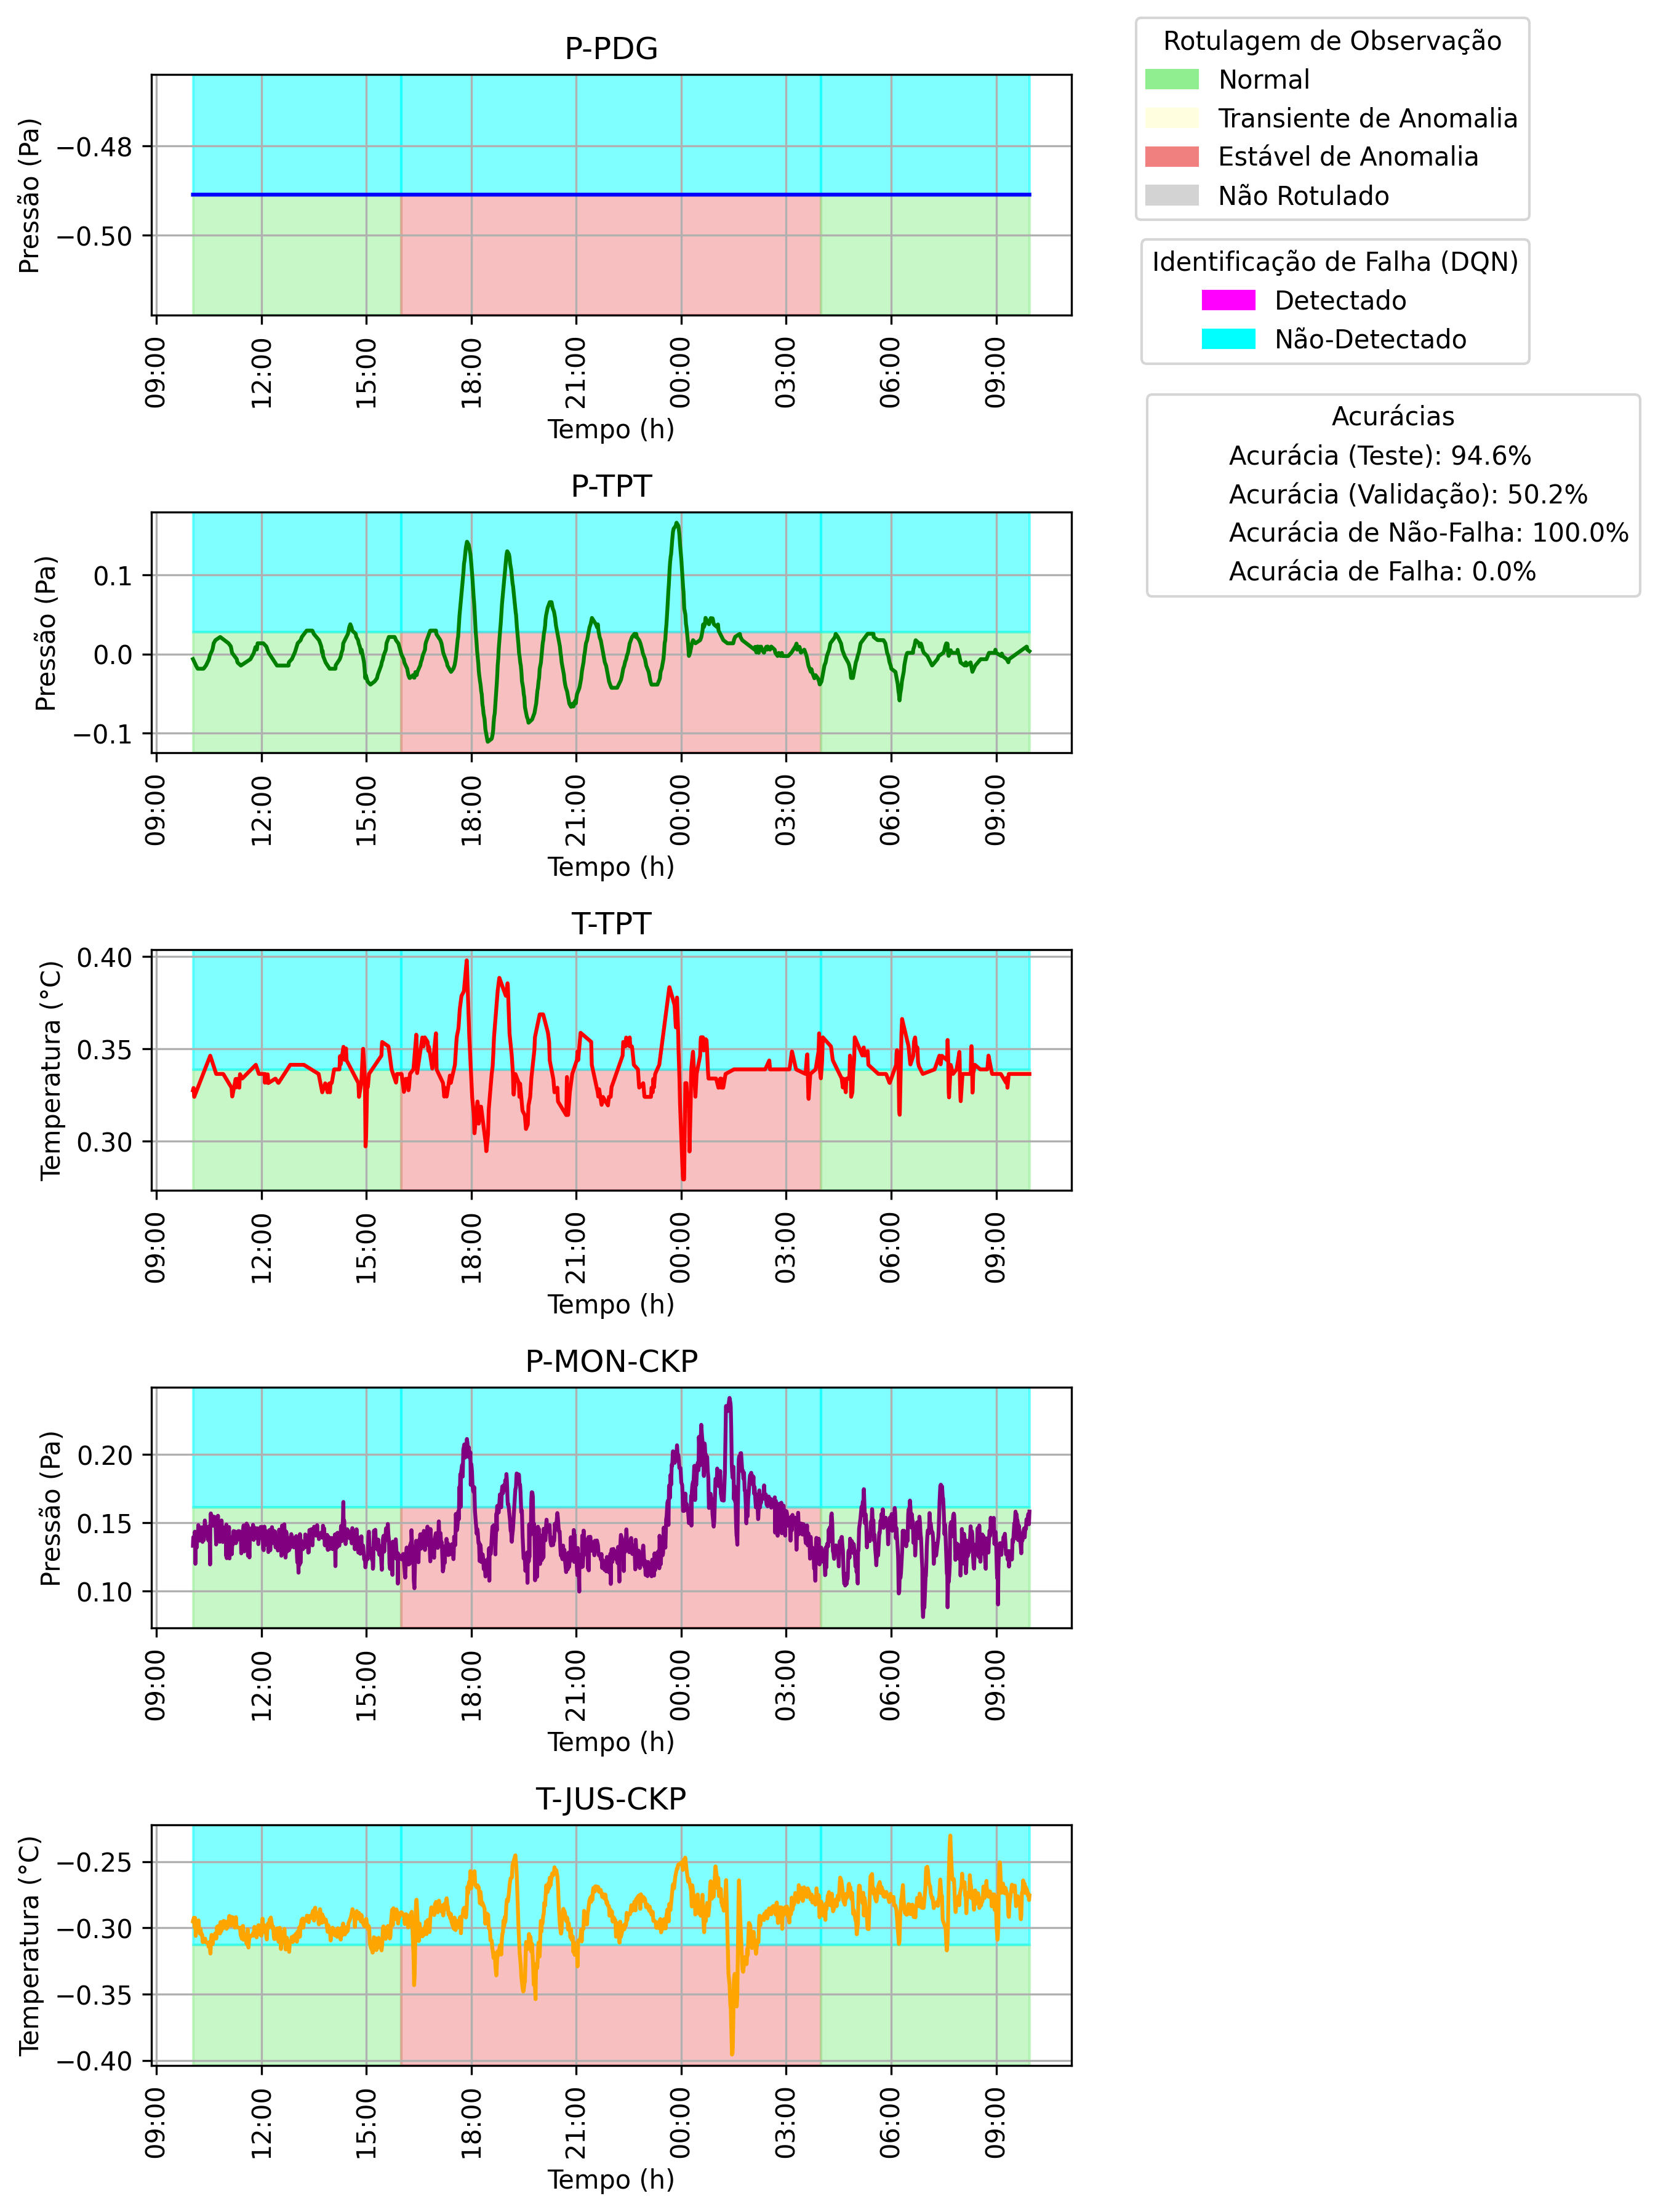 P-PDG
Pressão (Pa)
−0.48
−0.50
09:00
12:00
15:00
18:00
21:00
00:00
03:00
06:00
09:00
Tempo (h)
P-TPT
Pressão (Pa)
0.1
0.0
−0.1
09:00
12:00
15:00
18:00
21:00
00:00
03:00
06:00
09:00
Tempo (h)
T-TPT
Temperatura (°C)
0.40
0.35
0.30
09:00
12:00
15:00
18:00
21:00
00:00
03:00
06:00
09:00
Tempo (h)
P-MON-CKP
Pressão (Pa)
0.20
0.15
0.10
09:00
12:00
15:00
18:00
21:00
00:00
03:00
06:00
09:00
Tempo (h)
T-JUS-CKP
Temperatura (°C)
−0.25
−0.30
−0.35
−0.40
09:00
12:00
15:00
18:00
21:00
00:00
03:00
06:00
09:00
Tempo (h)
Rotulagem de Observação
Normal
Transiente de Anomalia
Estável de Anomalia
Não Rotulado
Identificação de Falha (DQN)
Detectado
Não-Detectado
Acurácias
Acurácia (Teste): 94.6%
Acurácia (Validação): 50.2%
Acurácia de Não-Falha: 100.0%
Acurácia de Falha: 0.0%